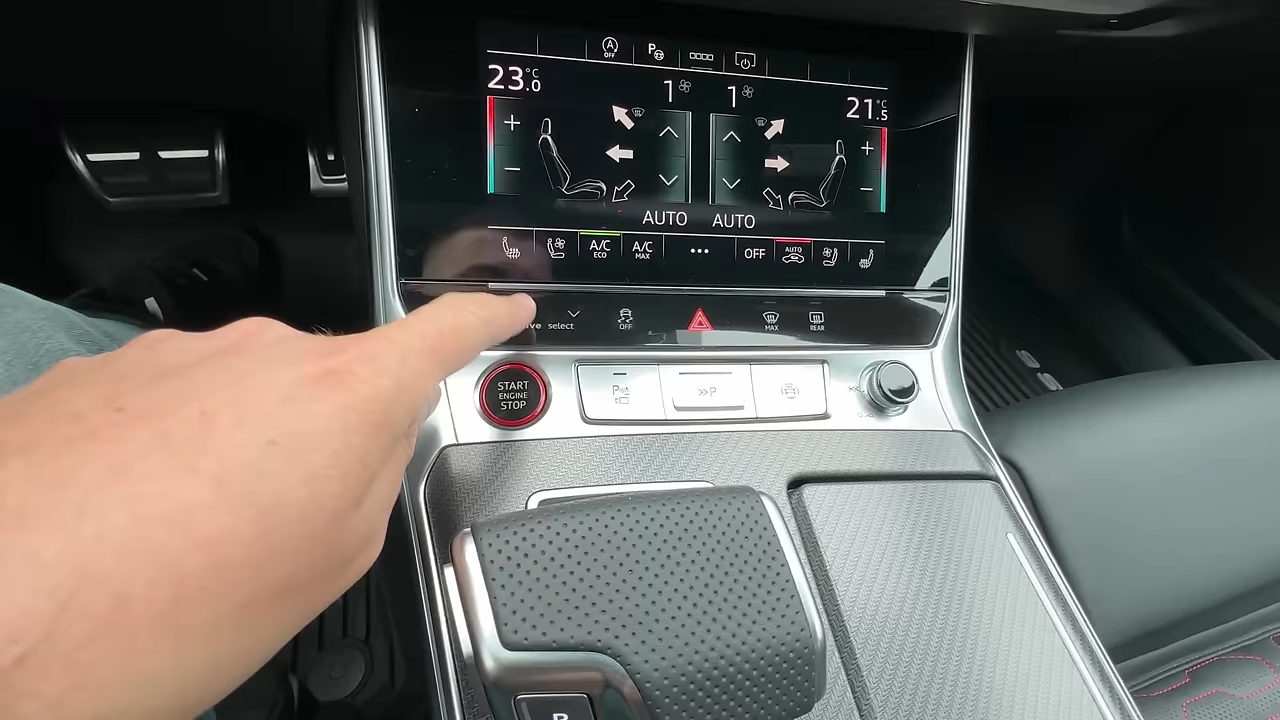 A OFF P
23.0 °C 1 1 21.5 °C
+ +
− −
AUTO AUTO
A/C ECO A/C MAX ••• OFF AUTO
select OFF MAX REAR
START
ENGINE
STOP
P
P